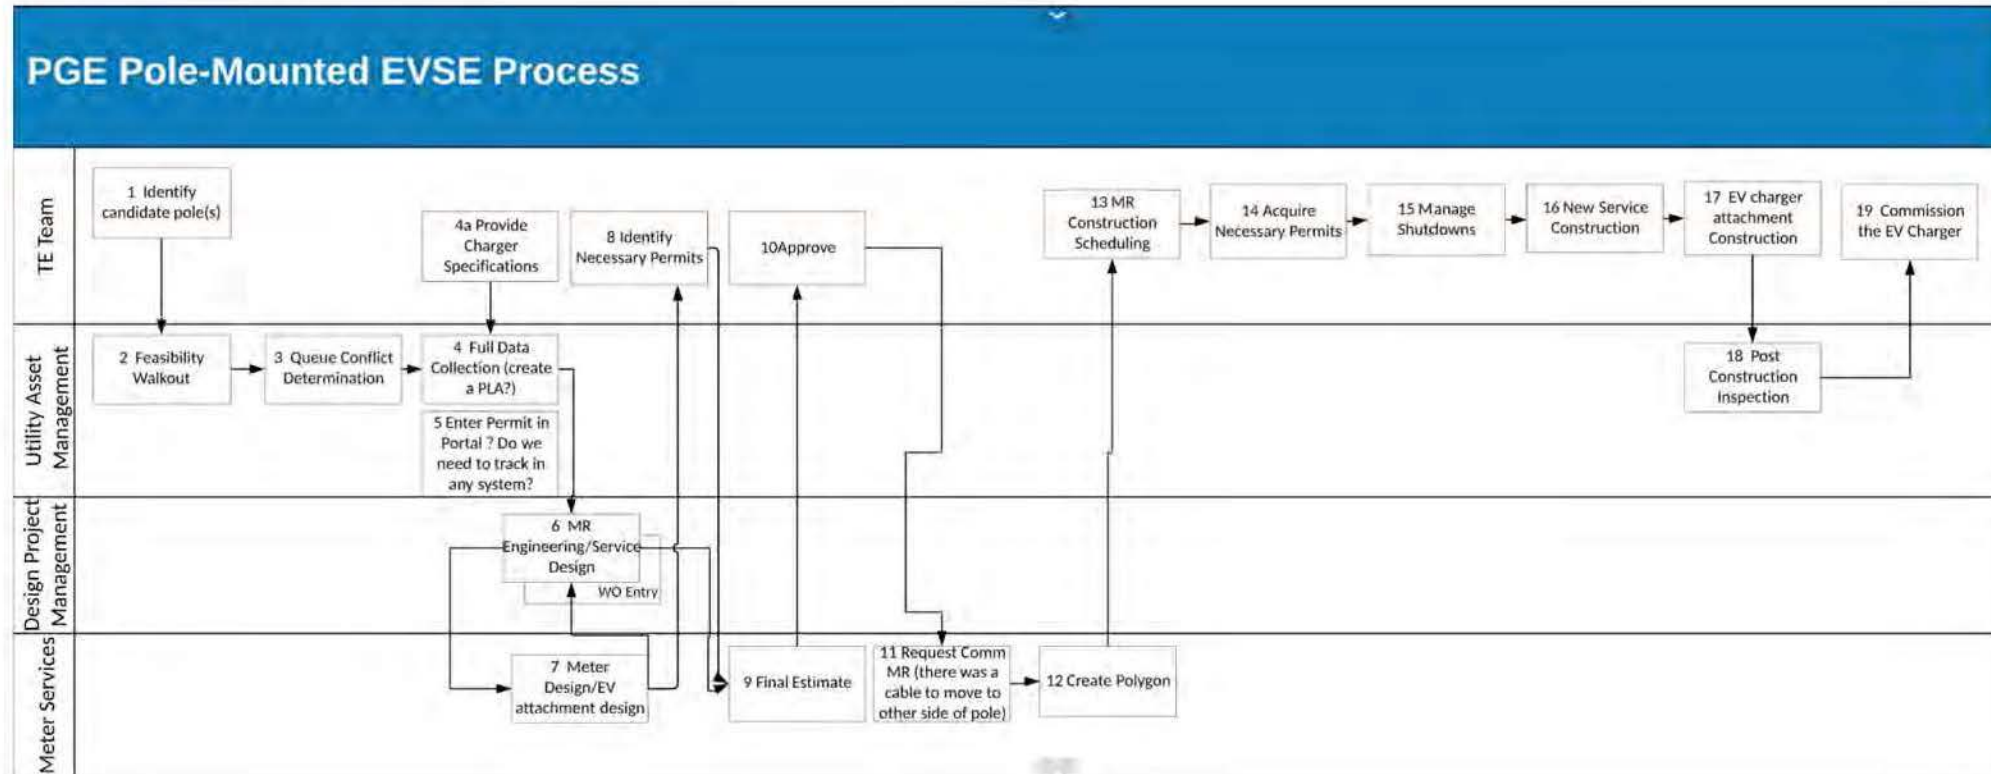 PGE Pole-Mounted EVSE Process
TE Team
1 Identify
candidate pole(s)
4a Provide
Charger
Specifications
8 Identify
Necessary Permits
10Approve
13 MR
Construction
Scheduling
14 Acquire
Necessary Permits
15 Manage
Shutdowns
16 New Service
Construction
17 EV charger
attachment
Construction
19 Commission
the EV Charger
Utility Asset
Management
2 Feasibility
Walkout
3 Queue Conflict
Determination
4 Full Data
Collection (create
a PLA?)
5 Enter Permit in
Portal ? Do we
need to track in
any system?
18 Post
Construction
Inspection
Design Project
Management
6 MR
Engineering/Service
Design
WO Entry
Meter Services
7 Meter
Design/EV
attachment design
9 Final Estimate
11 Request Comm
MR (there was a
cable to move to
other side of pole)
12 Create Polygon